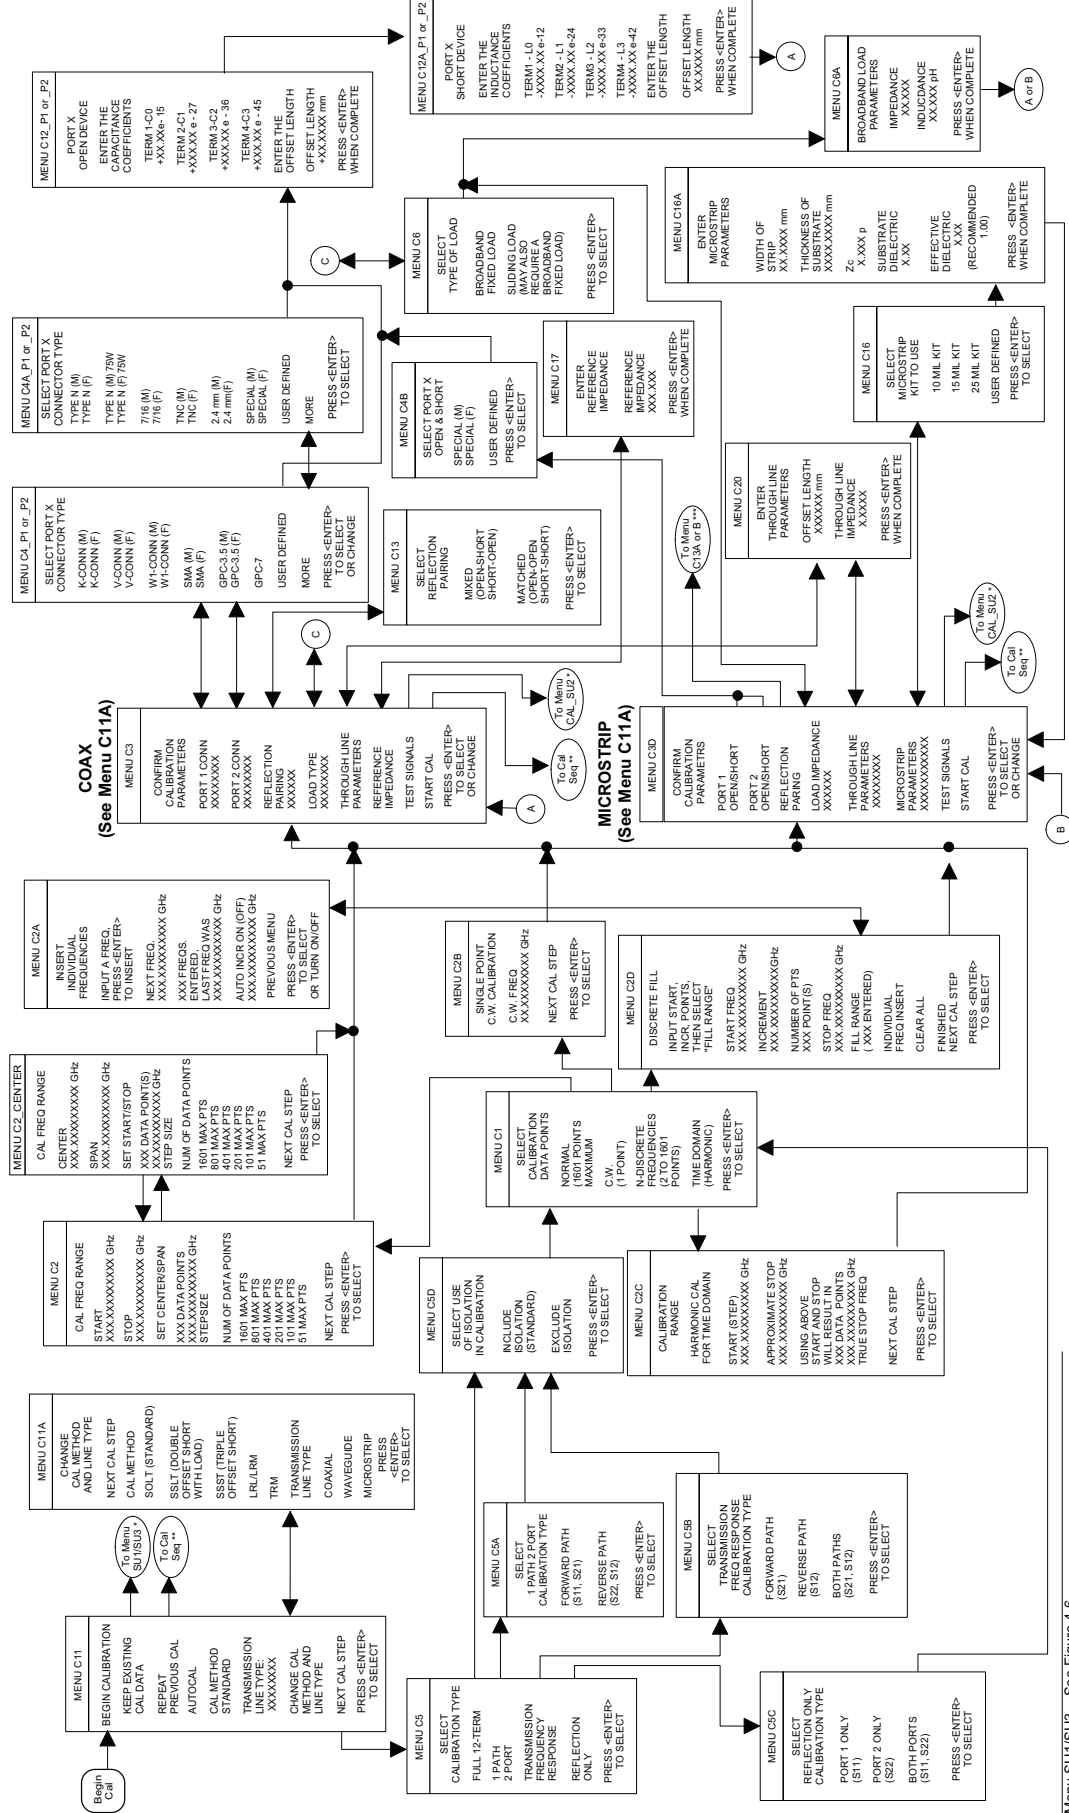 Begin
Cal
MENU C11
BEGIN CALIBRATION
KEEP EXISTING
CAL DATA
REPEAT
PREVIOUS CAL
AUTOCAL
CAL METHOD
STANDARD
TRANSMISSION
LINE TYPE:
XXXXXXXX
CHANGE CAL
METHOD AND
LINE TYPE
NEXT CAL STEP
PRESS <ENTER>
TO SELECT
To Menu
SU1/SU3 *
To Cal
Seq **
MENU C11A
CHANGE
CAL METHOD
AND LINE TYPE
NEXT CAL STEP
CAL METHOD
SOLT (STANDARD)
SSLT (DOUBLE
OFFSET SHORT
WITH LOAD)
SSST (TRIPLE
OFFSET SHORT)
LRL/LRM
TRM
TRANSMISSION
LINE TYPE
COAXIAL
WAVEGUIDE
MICROSTRIP
PRESS
<ENTER>
TO SELECT
MENU C5
SELECT
CALIBRATION TYPE
FULL 12-TERM
1 PATH
2 PORT
TRANSMISSION
FREQUENCY
RESPONSE
REFLECTION
ONLY
PRESS <ENTER>
TO SELECT
MENU C5A
SELECT
1 PATH 2 PORT
CALIBRATION TYPE
FORWARD PATH
(S11, S21)
REVERSE PATH
(S22, S12)
PRESS <ENTER>
TO SELECT
MENU C5B
SELECT
TRANSMISSION
FREQ RESPONSE
CALIBRATION TYPE
FORWARD PATH
(S21)
REVERSE PATH
(S12)
BOTH PATHS
(S21, S12)
PRESS <ENTER>
TO SELECT
MENU C5C
SELECT
REFLECTION ONLY
CALIBRATION TYPE
PORT 1 ONLY
(S11)
PORT 2 ONLY
(S22)
BOTH PORTS
(S11, S22)
PRESS <ENTER>
TO SELECT
MENU C2
CAL FREQ RANGE
START
XXX.XXXXXXXXXX GHz
STOP
XXX.XXXXXXXXXX GHz
SET CENTER/SPAN
XXX DATA POINTS
XXX.XXXXXXXXXX GHz
STEPSIZE
NUM OF DATA POINTS
1601 MAX PTS
801 MAX PTS
401 MAX PTS
201 MAX PTS
101 MAX PTS
51 MAX PTS
NEXT CAL STEP
PRESS <ENTER>
TO SELECT
MENU C2_CENTER
CAL FREQ RANGE
CENTER
XXX.XXXXXXXXXX GHz
SPAN
XXX.XXXXXXXXXX GHz
SET START/STOP
XXX DATA POINT(S)
XX.XXXXXXXXXX GHz
STEP SIZE
NUM OF DATA POINTS
1601 MAX PTS
801 MAX PTS
401 MAX PTS
201 MAX PTS
101 MAX PTS
51 MAX PTS
NEXT CAL STEP
PRESS <ENTER>
TO SELECT
MENU C5D
SELECT USE
OF ISOLATION
IN CALIBRATION
INCLUDE
ISOLATION
(STANDARD)
EXCLUDE
ISOLATION
PRESS <ENTER>
TO SELECT
MENU C1
SELECT
CALIBRATION
DATA POINTS
NORMAL
(1601 POINTS
MAXIMUM
C.W.
(1 POINT)
N-DISCRETE
FREQUENCIES
(2 TO 1601
POINTS)
TIME DOMAIN
(HARMONIC)
PRESS <ENTER>
TO SELECT
MENU C2C
CALIBRATION
RANGE
HARMONIC CAL
FOR TIME DOMAIN
START (STEP)
XXX.XXXXXXXXXX GHz
APPROXIMATE STOP
XXX.XXXXXXXXXX GHz
USING ABOVE
START AND STOP
WILL RESULT IN
XXX DATA POINTS
XXX.XXXXXXXXXX GHz
TRUE STOP FREQ
NEXT CAL STEP
PRESS <ENTER>
TO SELECT
MENU C2A
INSERT
INDIVIDUAL
FREQUENCIES
INPUT A FREQ,
PRESS <ENTER>
TO INSERT
NEXT FREQ.
XXX.XXXXXXXXXX GHz
XXX FREQS.
ENTERED,
LAST FREQ WAS
XXX.XXXXXXXXXX GHz
AUTO INCR ON (OFF)
XXX.XXXXXXXXXX GHz
PREVIOUS MENU
PRESS <ENTER>
TO SELECT
OR TURN ON/OFF
MENU C2B
SINGLE POINT
C.W. CALIBRATION
C.W. FREQ
XX.XXXXXXXXX GHz
NEXT CAL STEP
PRESS <ENTER>
TO SELECT
MENU C2D
DISCRETE FILL
INPUT START,
INCR, POINTS,
THEN SELECT
"FILL RANGE"
START FREQ
XXX.XXXXXXXXXX GHz
INCREMENT
XXX.XXXXXXXXXXGHz
NUMBER OF PTS
XXX POINT(S)
STOP FREQ
XXX.XXXXXXXXXX GHz
FILL RANGE
( XXX ENTERED)
INDIVIDUAL
FREQ INSERT
CLEAR ALL
FINISHED
NEXT CAL STEP
PRESS <ENTER>
TO SELECT
COAX
(See Menu C11A)
MENU C3
CONFIRM
CALIBRATION
PARAMETERS
PORT 1 CONN
XXXXXXXX
PORT 2 CONN
XXXXXXXX
REFLECTION
PAIRING
XXXXXX
LOAD TYPE
XXXXXXX
THROUGH LINE
PARAMETERS
REFERENCE
IMPEDANCE
TEST SIGNALS
START CAL
PRESS <ENTER>
TO SELECT
OR CHANGE
A
C
To Cal
Seq **
To Menu
CAL_SU2 *
MICROSTRIP
(See Menu C11A)
MENU C3D
CONFIRM
CALIBRATION
PARAMETRS
PORT 1
OPEN/SHORT
PORT 2
OPEN/SHORT
REFLECTION
PARING
LOAD IMPEDANCE
XXXXXX
THROUGH LINE
PARAMETERS
XXXXXXX
MICROSTRIP
PARAMETERS
XXXXXXXXXXX
TEST SIGNALS
START CAL
PRESS <ENTER>
TO SELECT
OR CHANGE
B
To Cal
Seq **
To Menu
CAL_SU2 *
To Menu
C13A or B ***
MENU C4_P1 or _P2
SELECT PORT X
CONNECTOR TYPE
K-CONN (M)
K-CONN (F)
V-CONN (M)
V-CONN (F)
W1-CONN (M)
W1-CONN (F)
SMA (M)
SMA (F)
GPC-3.5 (M)
GPC-3.5 (F)
GPC-7
USER DEFINED
MORE
PRESS <ENTER>
TO SELECT
OR CHANGE
MENU C13
SELECT
REFLECTION
PAIRING
MIXED
(OPEN-SHORT
SHORT-OPEN)
MATCHED
(OPEN-OPEN
SHORT-SHORT)
PRESS <ENTER>
TO SELECT
MENU C4A_P1 or _P2
SELECT PORT X
CONNECTOR TYPE
TYPE N (M)
TYPE N (F)
TYPE N (M) 75W
TYPE N (F) 75W
7/16 (M)
7/16 (F)
TNC (M)
TNC (F)
2.4 mm (M)
2.4 mm(F)
SPECIAL (M)
SPECIAL (F)
USER DEFINED
MORE
PRESS <ENTER>
TO SELECT
MENU C4B
SELECT PORT X
OPEN & SHORT
SPECIAL (M)
SPECIAL (F)
USER DEFINED
PRESS <ENTER>
TO SELECT
MENU C17
ENTER
REFERENCE
IMPEDANCE
REFERENCE
IMPEDANCE
XXX.XXX
PRESS <ENTER>
WHEN COMPLETE
MENU C20
ENTER
THROUGH LINE
PARAMETERS
OFFSET LENGTH
XXXXXX mm
THROUGH LINE
IMPEDANCE
X.XXXX
PRESS <ENTER>
WHEN COMPLETE
MENU C16
SELECT
MICROSTRIP
KIT TO USE
10 MIL KIT
15 MIL KIT
25 MIL KIT
USER DEFINED
PRESS <ENTER>
TO SELECT
MENU C12_P1 or _P2
PORT X
OPEN DEVICE
ENTER THE
CAPACITANCE
COEFFICIENTS
TERM 1-C0
+XX.XXe- 15
TERM 2-C1
+XXX.XX e - 27
TERM 3-C2
+XXX.XX e - 36
TERM 4-C3
+XXX.XX e - 45
ENTER THE
OFFSET LENGTH
OFFSET LENGTH
+XX.XXXX mm
PRESS <ENTER>
WHEN COMPLETE
C
MENU C6
SELECT
TYPE OF LOAD
BROADBAND
FIXED LOAD
SLIDING LOAD
(MAY ALSO
REQUIRE A
BROADBAND
FIXED LOAD)
PRESS <ENTER>
TO SELECT
MENU C16A
ENTER
MICROSTRIP
PARAMETERS
WIDTH OF
STRIP
XX.XXXX mm
THICKNESS OF
SUBSTRATE
XXXX.XXXXX mm
Zc
X.XXX p
SUBSTRATE
DIELECTRIC
X.XX
EFFECTIVE
DIELECTRIC
X.XX
(RECOMMENDED
1.00)
PRESS <ENTER>
WHEN COMPLETE
MENU C12A_P1 or _P2
PORT X
SHORT DEVICE
ENTER THE
INDUCTANCE
COEFFICIENTS
TERM1 - L0
-XXXX.XX e-12
TERM2 - L1
-XXXX.XX e-24
TERM3 - L2
-XXXX.XX e-33
TERM4 - L3
-XXXX.XX e-42
ENTER THE
OFFSET LENGTH
OFFSET LENGTH
XX.XXXX mm
PRESS <ENTER>
WHEN COMPLETE
A
MENU C6A
BROADBAND LOAD
PARAMETERS
IMPEDANCE
XX.XXX
INDUCDANCE
XX.XXX pH
PRESS <ENTER>
WHEN COMPLETE
A or B